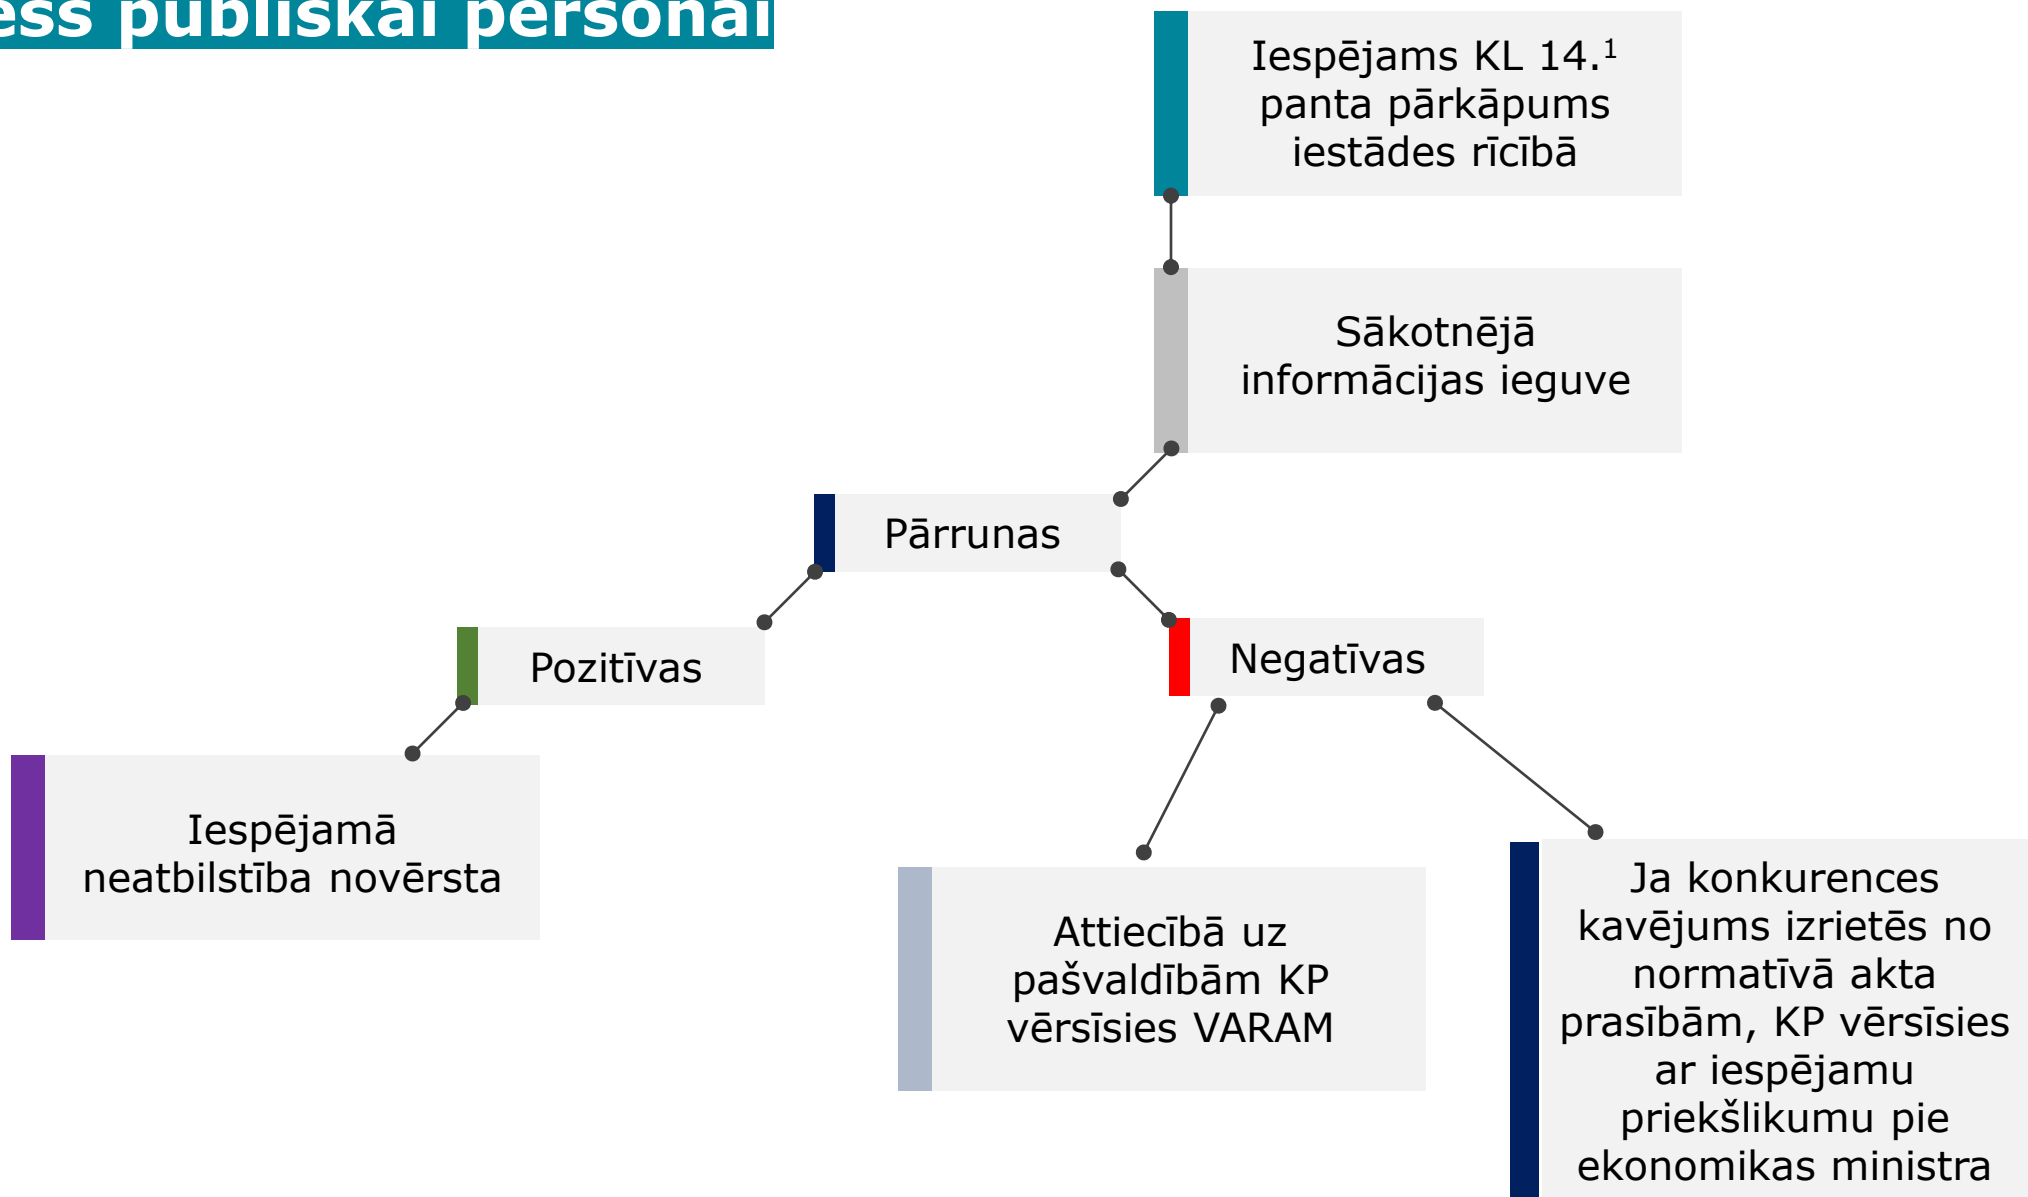 publiskai personai
Iespējams KL 14.¹
panta pārkāpums
iestādes rīcībā
Sākotnējā
informācijas ieguve
Pārrunas
Pozitīvas
Negatīvas
Iespējamā
neatbilstība novērsta
Attiecībā uz
pašvaldībām KP
vērsīsies VARAM
Ja konkurences
kavējums izrietēs no
normatīvā akta
prasībām, KP vērsīsies
ar iespējamu
priekšlikumu pie
ekonomikas ministra